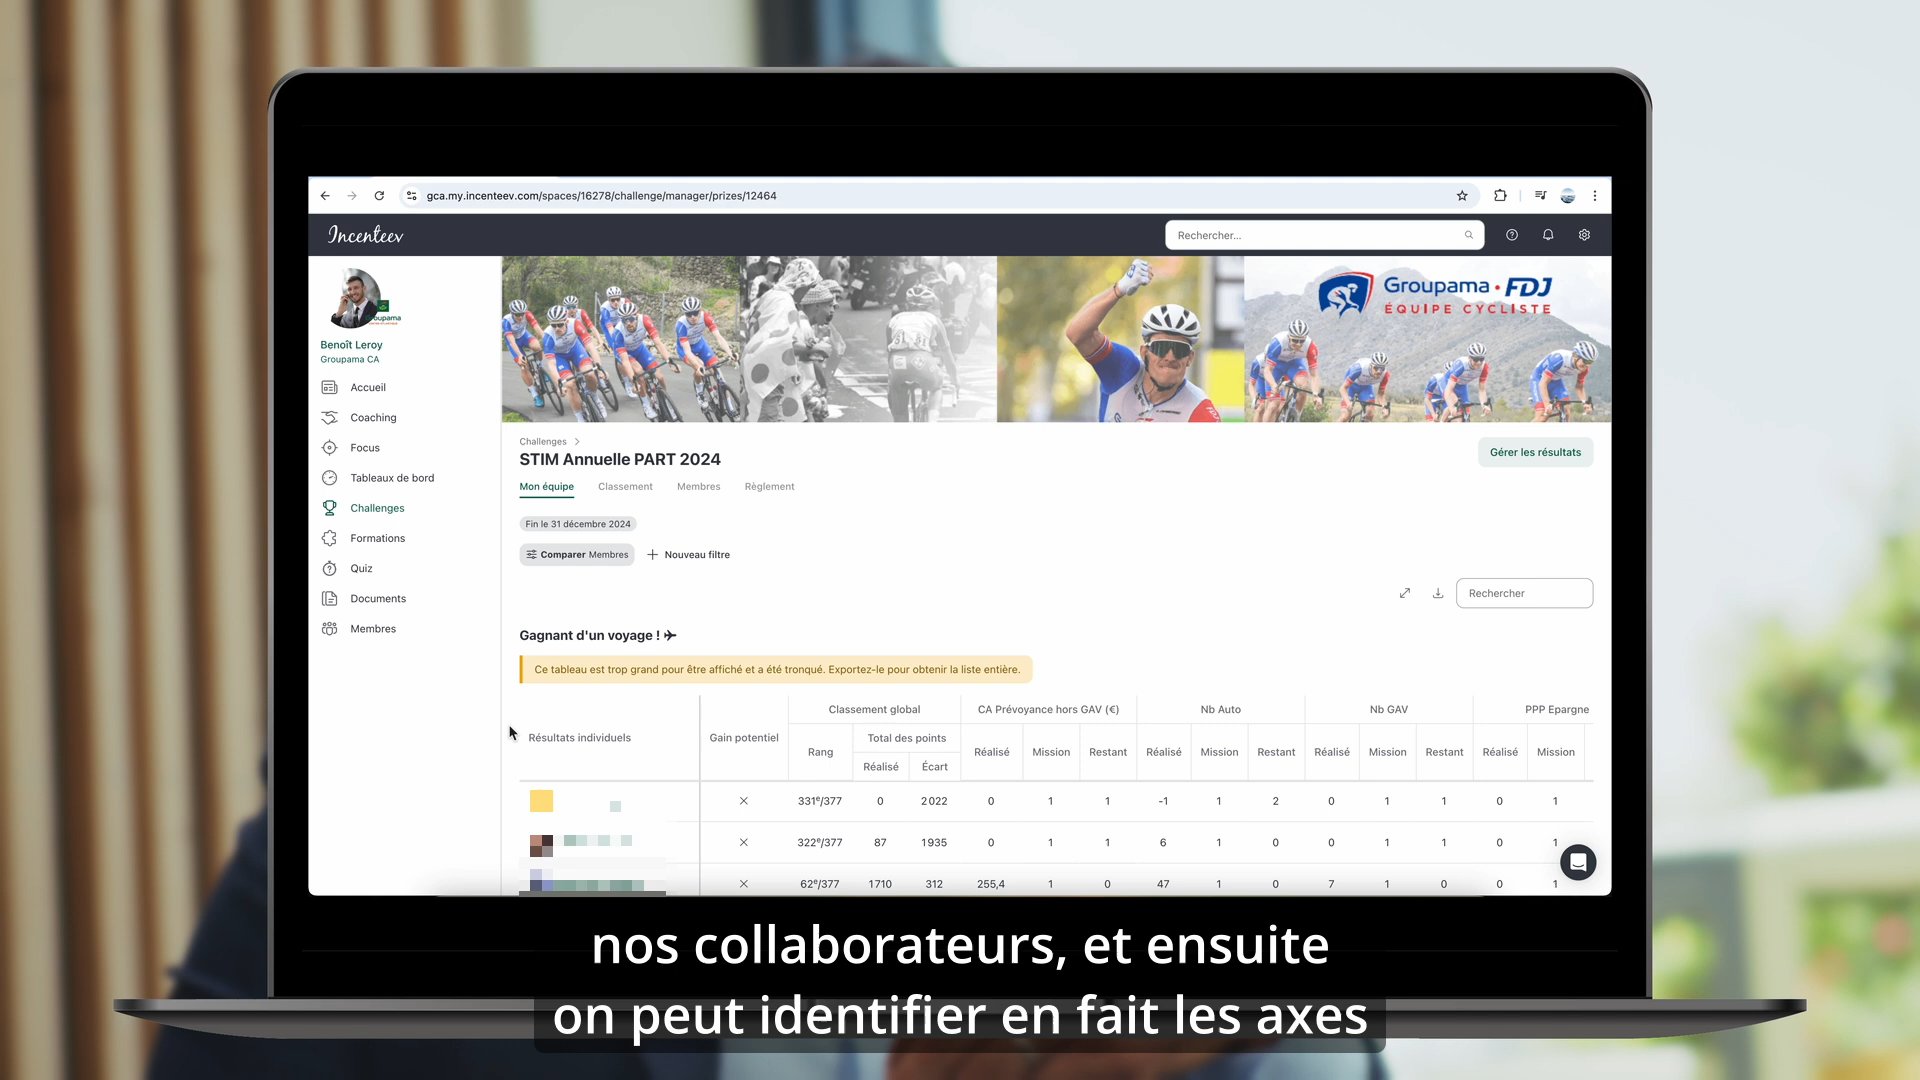 gca.my.incenteev.com/spaces/16278/challenge/manager/prizes/12464
Incenteev
Rechercher...
Groupama
Benoît Leroy
Groupama CA
Accueil
Coaching
Focus
Tableaux de bord
Challenges
Formations
Quiz
Documents
Membres
Groupama • FDJ
ÉQUIPE CYCLISTE
Challenges >
STIM Annuelle PART 2024
Gérer les résultats
Mon équipe Classement Membres Règlement
Fin le 31 décembre 2024
Comparer Membres + Nouveau filtre
Rechercher
Gagnant d'un voyage ! ✈
Ce tableau est trop grand pour être affiché et a été tronqué. Exportez-le pour obtenir la liste entière.
Classement global CA Prévoyance hors GAV (€) Nb Auto Nb GAV PPP Epargne
Résultats individuels Gain potentiel Rang Total des points Réalisé Mission Restant Réalisé Mission Restant Réalisé Mission Restant Réalisé Mission
Réalisé Écart
331e/377 0 2 022 0 1 1 -1 1 2 0 1 1 0 1
322e/377 87 1 935 0 1 1 6 1 0 0 1 1 0 1
62e/377 1 710 312 255,4 1 0 47 1 0 7 1 0 0 1
nos collaborateurs, et ensuite
on peut identifier en fait les axes